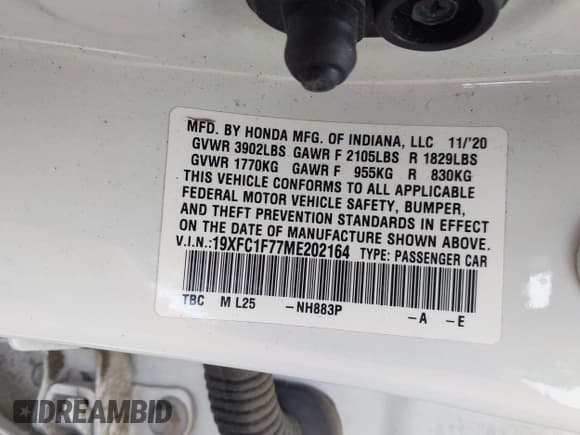 MFD. BY HONDA MFG. OF INDIANA, LLC 11/'20
GVWR 3902LBS GAWR F 2105LBS R 1829LBS
GVWR 1770KG GAWR F 955KG R 830KG
THIS VEHICLE CONFORMS TO ALL APPLICABLE
FEDERAL MOTOR VEHICLE SAFETY, BUMPER,
AND THEFT PREVENTION STANDARDS IN EFFECT
ON THE DATE OF MANUFACTURE SHOWN ABOVE.
V.I.N.:19XFC1F77ME202164 TYPE: PASSENGER CAR
TBC M L25 -NH883P -A -E
DREAMBID